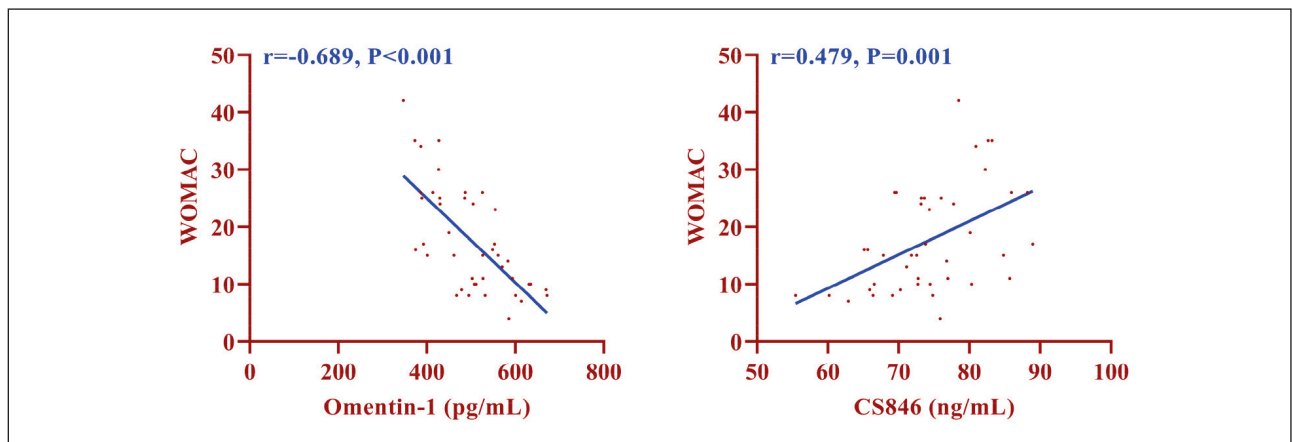 r=-0.689, P<0.001
50
40
30
20
10
0
WOMAC
0 200 400 600 800
Omentin-1 (pg/mL)
r=0.479, P=0.001
50
40
30
20
10
0
WOMAC
50 60 70 80 90 100
CS846 (ng/mL)